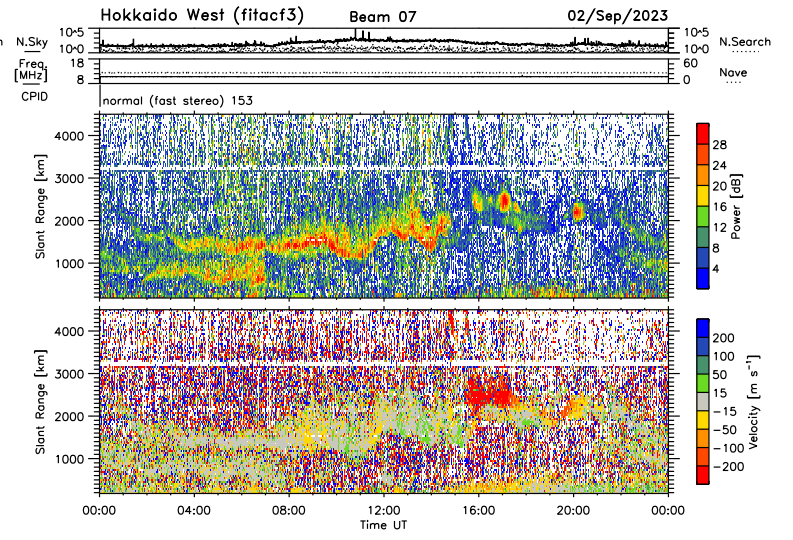 Hokkaido West (fitacf3) Beam 07 02/Sep/2023
n N.Sky 10^5 10^5 N.Search
10^0 10^0
Freq. 18 60 Nave
[MHz] 8 0
CPID normal (fast stereo) 153
4000
3000
2000
1000
Slant Range [km]
28
24
20
16
12
8
4
Power [dB]
4000
3000
2000
1000
Slant Range [km]
200
100
50
15
-15
-50
-100
-200
Velocity [m s⁻¹]
00:00 04:00 08:00 12:00 16:00 20:00 00:00
Time UT